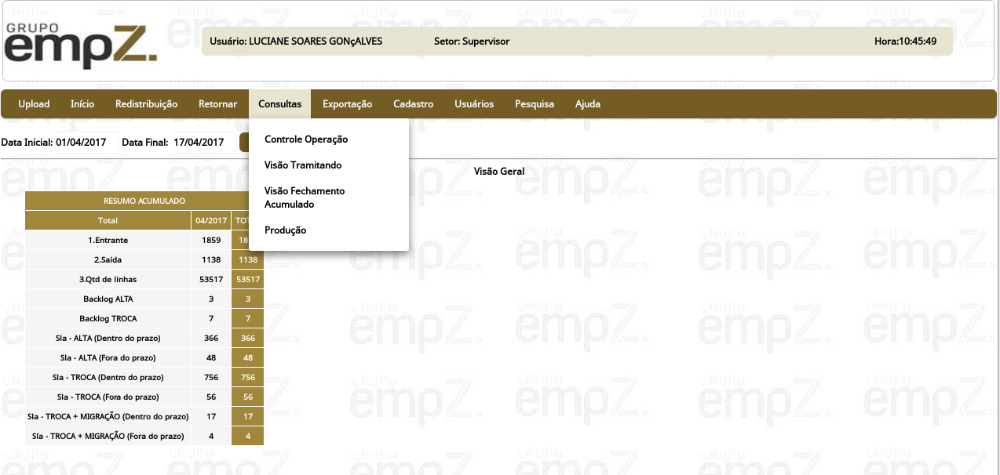 GRUPO
empZ.
Usuário: LUCIANE SOARES GONçALVES Setor: Supervisor Hora:10:45:49
Upload Início Redistribuição Retornar Consultas Exportação Cadastro Usuários Pesquisa Ajuda
Data Inicial: 01/04/2017 Data Final: 17/04/2017
Controle Operação
Visão Tramitando
Visão Fechamento
Acumulado
Produção
Visão Geral
RESUMO ACUMULADO
Total 04/2017
1.Entrante 1859
2.Saida 1138 1138
3.Qtd de linhas 53517 53517
Backlog ALTA 3 3
Backlog TROCA 7 7
Sla - ALTA (Dentro do prazo) 366 366
Sla - ALTA (Fora do prazo) 48 48
Sla - TROCA (Dentro do prazo) 756 756
Sla - TROCA (Fora do prazo) 56 56
Sla - TROCA + MIGRAÇÃO (Dentro do prazo) 17 17
Sla - TROCA + MIGRAÇÃO (Fora do prazo) 4 4